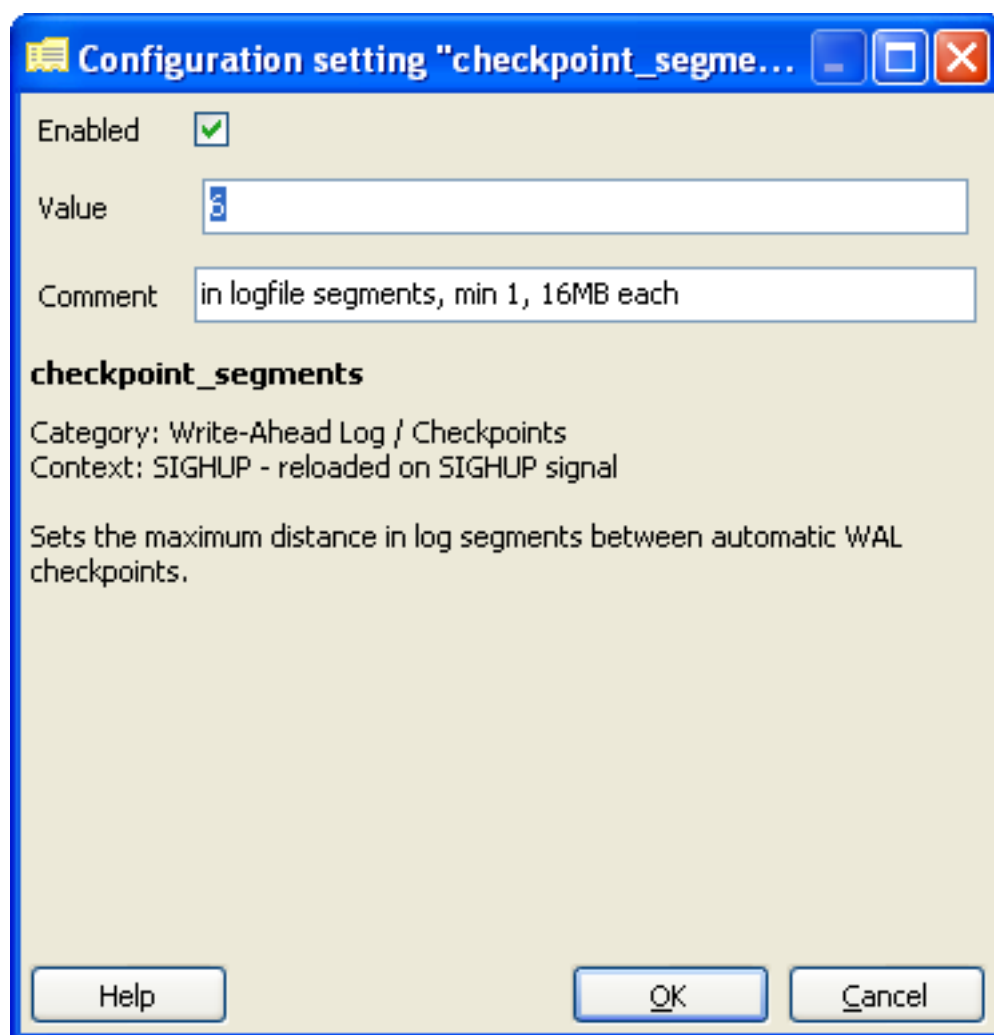 Configuration setting "checkpoint_segme...
Enabled
Value 6
Comment in logfile segments, min 1, 16MB each
checkpoint_segments
Category: Write-Ahead Log / Checkpoints
Context: SIGHUP - reloaded on SIGHUP signal
Sets the maximum distance in log segments between automatic WAL
checkpoints.
Help OK Cancel